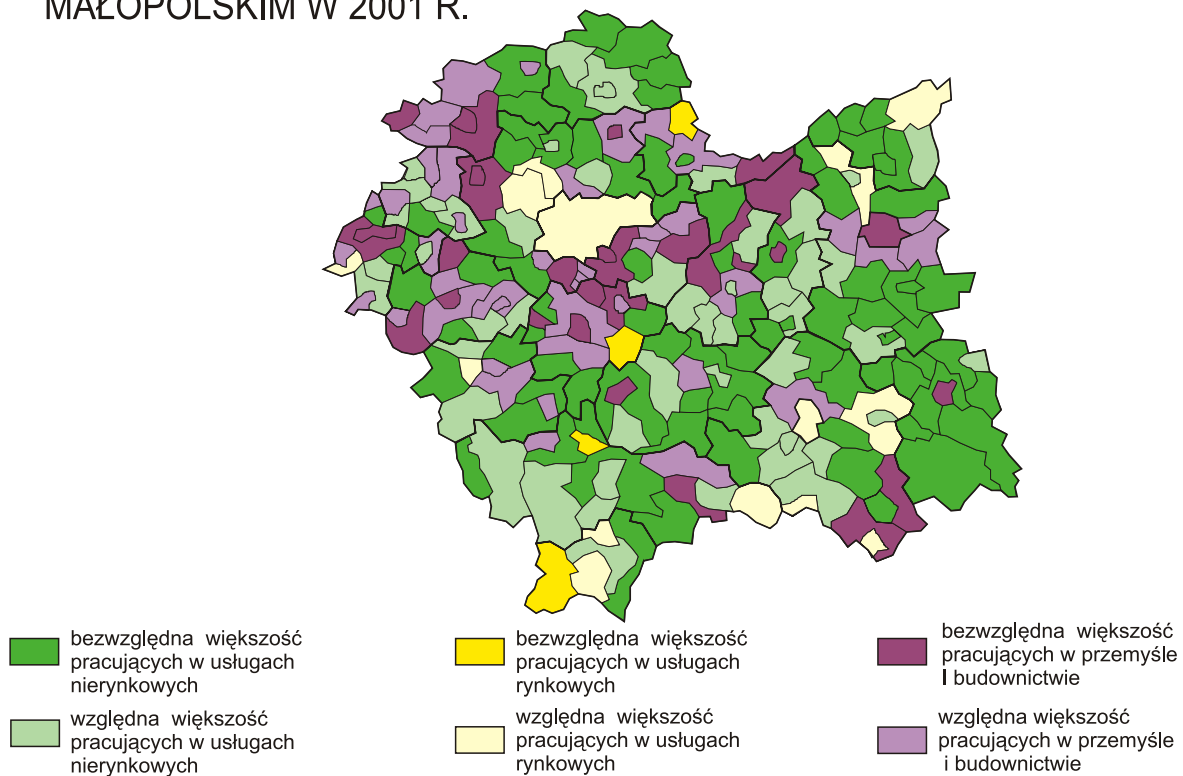 MAŁOPOLSKIM W 2001 R.
bezwzględna większość
pracujących w usługach
nierynkowych
względna większość
pracujących w usługach
nierynkowych
bezwzględna większość
pracujących w usługach
rynkowych
względna większość
pracujących w usługach
rynkowych
bezwzględna większość
pracujących w przemyśle
I budownictwie
względna większość
pracujących w przemyśle
i budownictwie